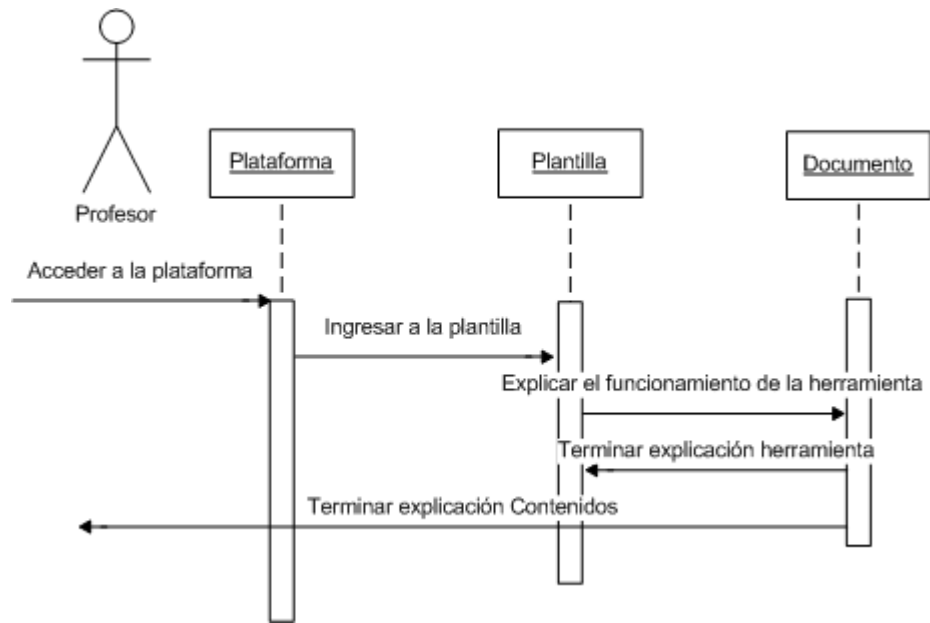 Plataforma
Plantilla
Documento
Profesor
Acceder a la plataforma
Ingresar a la plantilla
Explicar el funcionamiento de la herramienta
Terminar explicación herramienta
Terminar explicación Contenidos